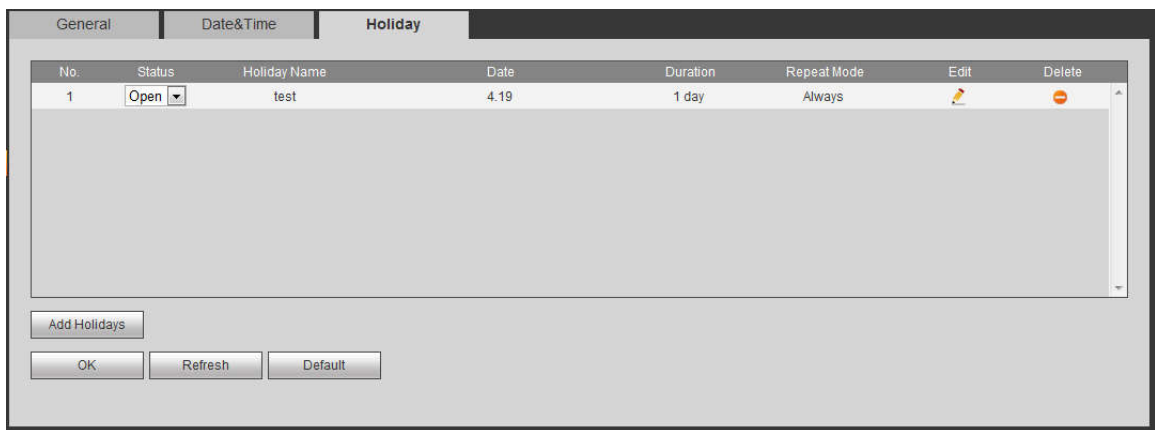 General Date&Time Holiday
No. Status Holiday Name Date Duration Repeat Mode Edit Delete
1 Open test 4.19 1 day Always
Add Holidays
OK Refresh Default